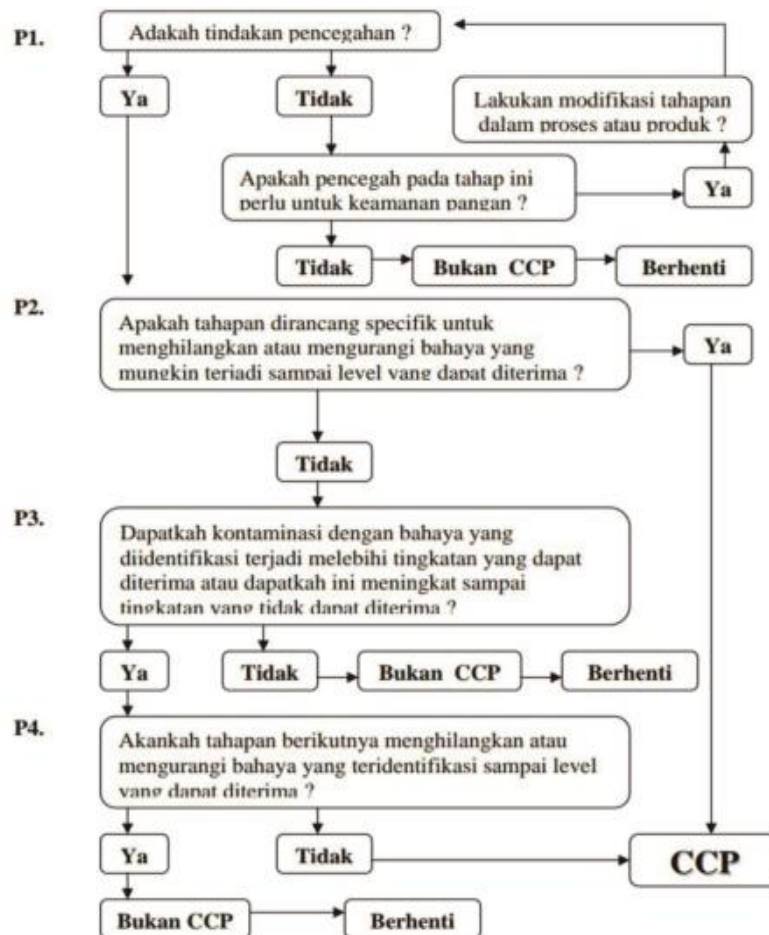 P1.
Adakah tindakan pencegahan ?
Ya
Tidak
Lakukan modifikasi tahapan
dalam proses atau produk ?
Apakah pencegah pada tahap ini
perlu untuk keamanan pangan ?
Ya
Tidak
Bukan CCP
Berhenti
P2.
Apakah tahapan dirancang specifik untuk
menghilangkan atau mengurangi bahaya yang
mungkin terjadi sampai level yang dapat diterima ?
Ya
Tidak
P3.
Dapatkah kontaminasi dengan bahaya yang
diidentifikasi terjadi melebihi tingkatan yang dapat
diterima atau dapatkah ini meningkat sampai
tingkatan yang tidak dapat diterima ?
Ya
Tidak
Bukan CCP
Berhenti
P4.
Akankah tahapan berikutnya menghilangkan atau
mengurangi bahaya yang teridentifikasi sampai level
yang dapat diterima ?
Ya
Tidak
CCP
Bukan CCP
Berhenti